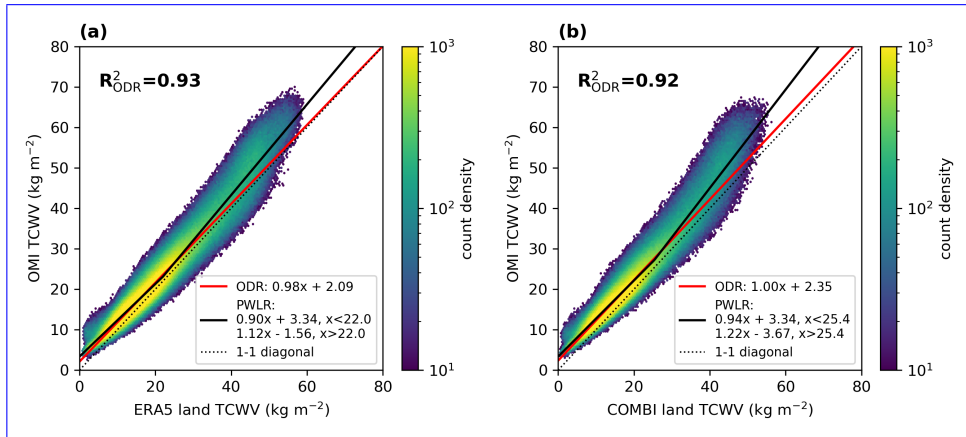 (a)
R²ODR=0.93
OMI TCWV (kg m⁻²)
80
70
60
50
40
30
20
10
0
0 20 40 60 80
ERA5 land TCWV (kg m⁻²)
ODR: 0.98x + 2.09
PWLR:
0.90x + 3.34, x<22.0
1.12x - 1.56, x>22.0
1-1 diagonal
10³
10²
10¹
count density
(b)
R²ODR=0.92
OMI TCWV (kg m⁻²)
80
70
60
50
40
30
20
10
0
0 20 40 60 80
COMBI land TCWV (kg m⁻²)
ODR: 1.00x + 2.35
PWLR:
0.94x + 3.34, x<25.4
1.22x - 3.67, x>25.4
1-1 diagonal
10³
10²
10¹
count density